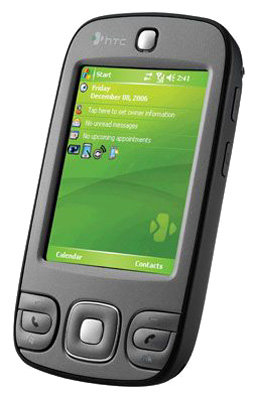 hTC
Start
2:41
Friday
December 08, 2006
Tap here to set owner information
No unread messages
No upcoming appointments
Calendar
Contacts
OK